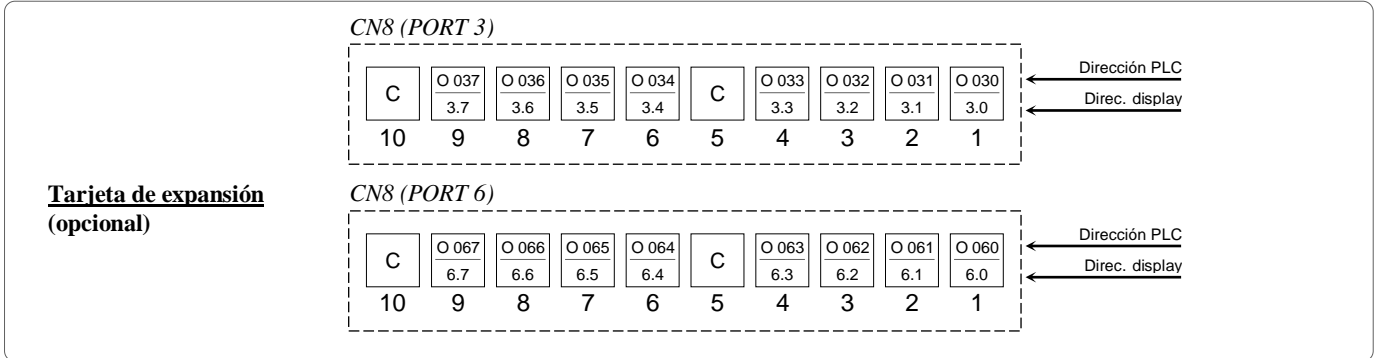 CN8 (PORT 3)
C O 037 O 036 O 035 O 034 C O 033 O 032 O 031 O 030 Dirección PLC
3.7 3.6 3.5 3.4 3.3 3.2 3.1 3.0 Direc. display
10 9 8 7 6 5 4 3 2 1
Tarjeta de expansión
(opcional)
CN8 (PORT 6)
C O 067 O 066 O 065 O 064 C O 063 O 062 O 061 O 060 Dirección PLC
6.7 6.6 6.5 6.4 6.3 6.2 6.1 6.0 Direc. display
10 9 8 7 6 5 4 3 2 1